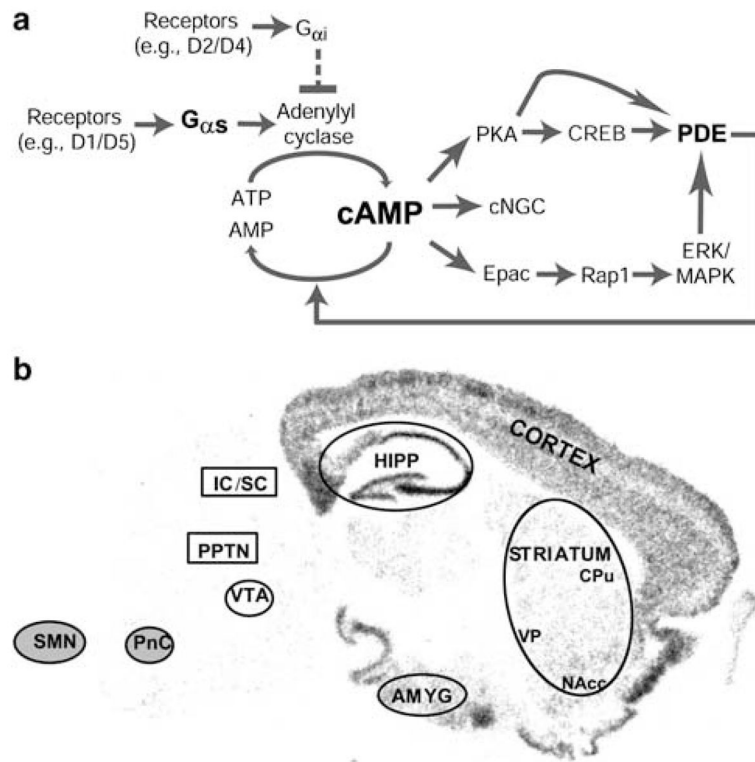 a
Receptors
(e.g., D2/D4)
Gαi
Receptors
(e.g., D1/D5)
Gαs
Adenylyl
cyclase
ATP
AMP
cAMP
PKA
CREB
PDE
cNGC
Epac
Rap1
ERK/
MAPK
b
CORTEX
HIPP
IC/SC
PPTN
VTA
SMN
PnC
STRIATUM
CPu
VP
NAcc
AMYG